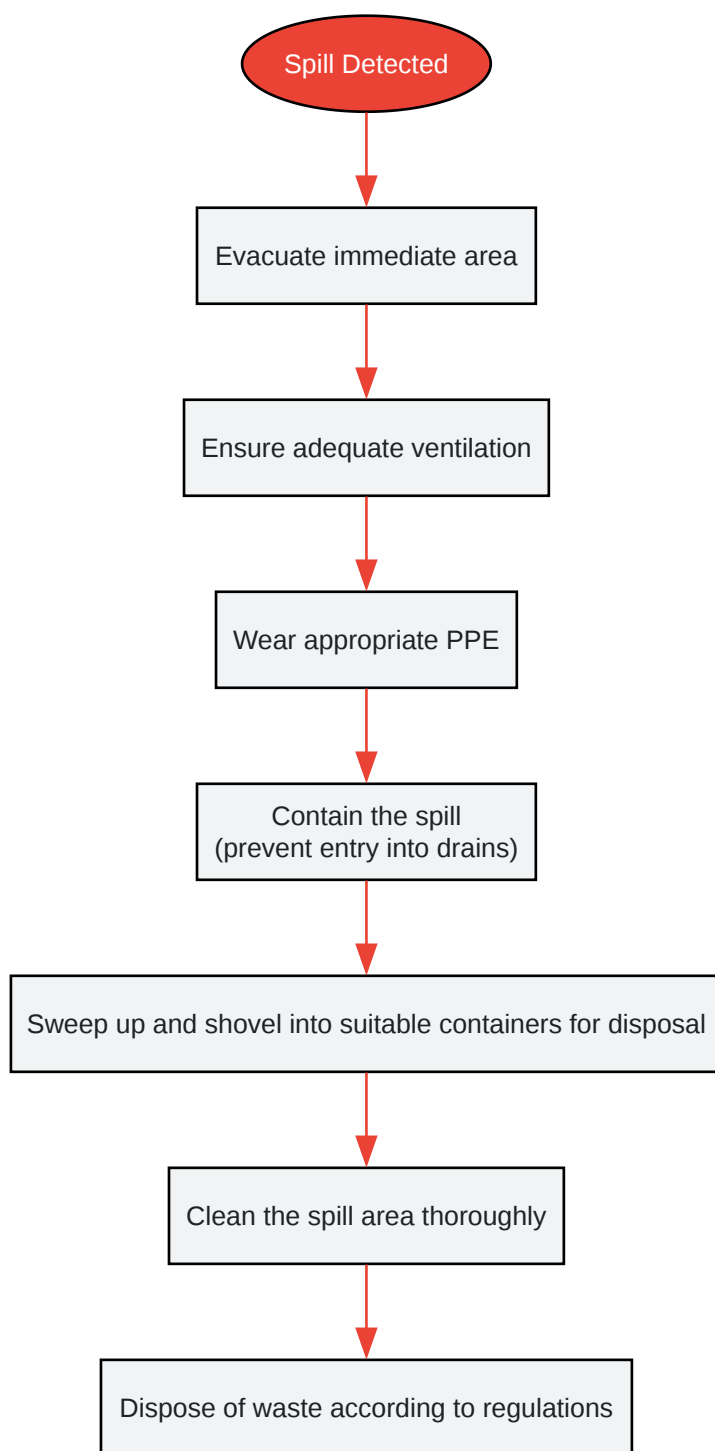 Spill Detected
Evacuate immediate area
Ensure adequate ventilation
Wear appropriate PPE
Contain the spill
(prevent entry into drains)
Sweep up and shovel into suitable containers for disposal
Clean the spill area thoroughly
Dispose of waste according to regulations